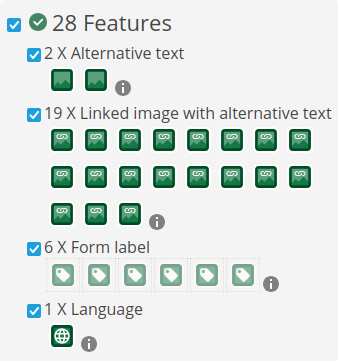 28 Features
2 X Alternative text
19 X Linked image with alternative text
6 X Form label
1 X Language